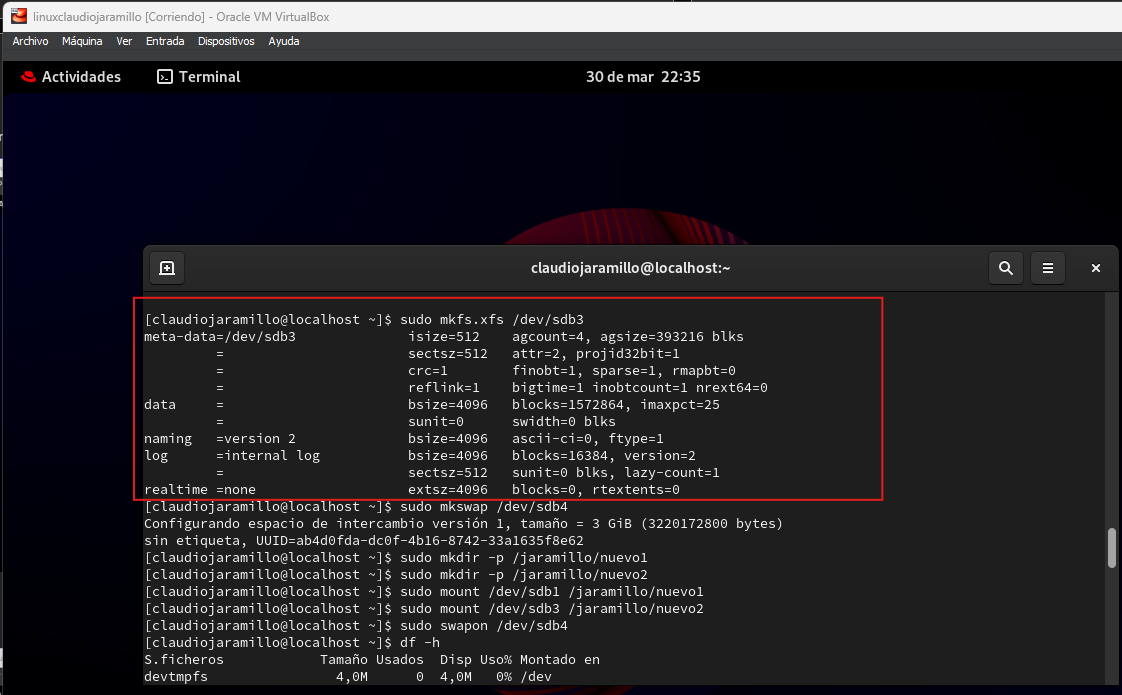 linuxclaudiojaramillo [Corriendo] - Oracle VM VirtualBox
Archivo Máquina Ver Entrada Dispositivos Ayuda
Actividades Terminal 30 de mar 22:35
claudiojaramillo@localhost:~
[claudiojaramillo@localhost ~]$ sudo mkfs.xfs /dev/sdb3
meta-data=/dev/sdb3 isize=512 agcount=4, agsize=393216 blks
= sectsz=512 attr=2, projid32bit=1
= crc=1 finobt=1, sparse=1, rmapbt=0
= reflink=1 bigtime=1 inobtcount=1 nrext64=0
data = bsize=4096 blocks=1572864, imaxpct=25
= sunit=0 swidth=0 blks
naming =version 2 bsize=4096 ascii-ci=0, ftype=1
log =internal log bsize=4096 blocks=16384, version=2
= sectsz=512 sunit=0 blks, lazy-count=1
realtime =none extsz=4096 blocks=0, rtextents=0
[claudiojaramillo@localhost ~]$ sudo mkswap /dev/sdb4
Configurando espacio de intercambio versión 1, tamaño = 3 GiB (3220172800 bytes)
sin etiqueta, UUID=ab4d0fda-dc0f-4b16-8742-33a1635f8e62
[claudiojaramillo@localhost ~]$ sudo mkdir -p /jaramillo/nuevo1
[claudiojaramillo@localhost ~]$ sudo mkdir -p /jaramillo/nuevo2
[claudiojaramillo@localhost ~]$ sudo mount /dev/sdb1 /jaramillo/nuevo1
[claudiojaramillo@localhost ~]$ sudo mount /dev/sdb3 /jaramillo/nuevo2
[claudiojaramillo@localhost ~]$ sudo swapon /dev/sdb4
[claudiojaramillo@localhost ~]$ df -h
S.ficheros Tamaño Usados Disp Uso% Montado en
devtmpfs 4,0M 0 4,0M 0% /dev